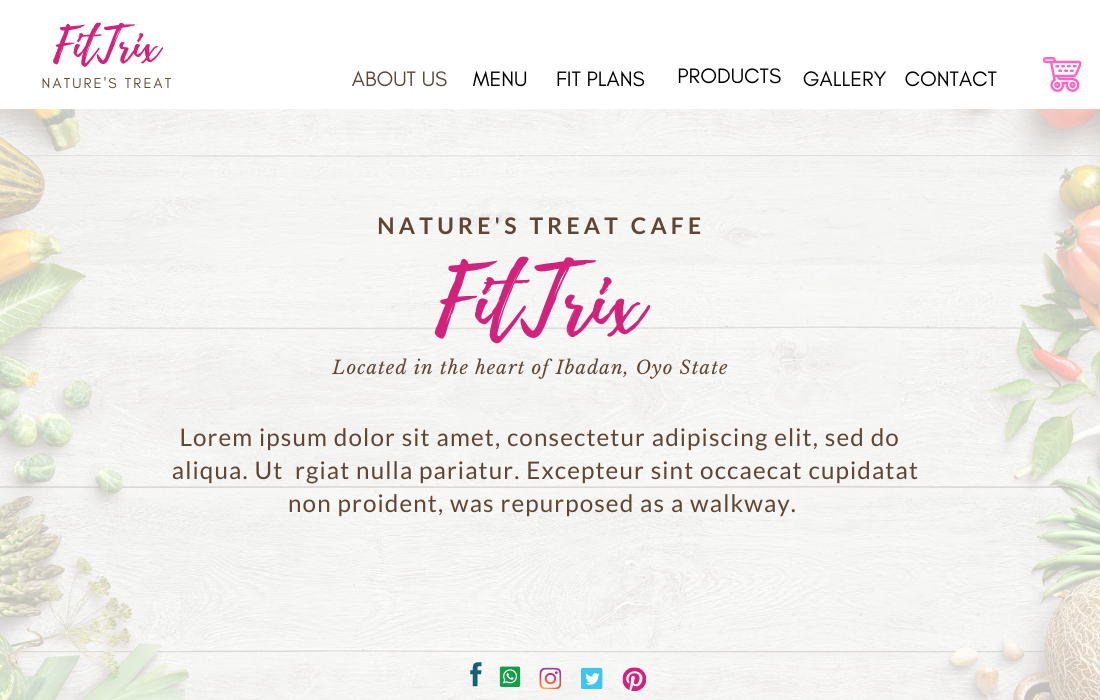 FitTrix
NATURE'S TREAT
ABOUT US MENU FIT PLANS PRODUCTS GALLERY CONTACT
NATURE'S TREAT CAFE
FitTrix
Located in the heart of Ibadan, Oyo State
Lorem ipsum dolor sit amet, consectetur adipiscing elit, sed do
aliqua. Ut rgiat nulla pariatur. Excepteur sint occaecat cupidatat
non proident, was repurposed as a walkway.